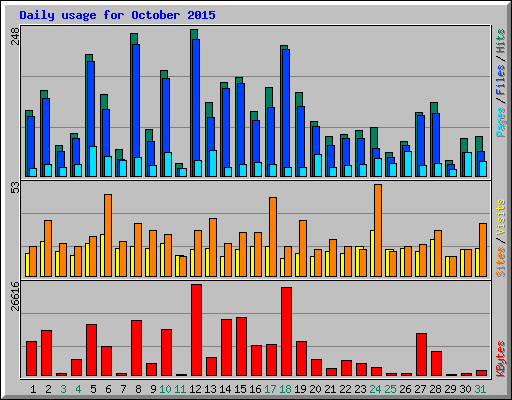 Daily usage for October 2015
248
Pages / Files / Hits
53
Sites / Visits
26616
KBytes
1 2 3 4 5 6 7 8 9 10 11 12 13 14 15 16 17 18 19 20 21 22 23 24 25 26 27 28 29 30 31